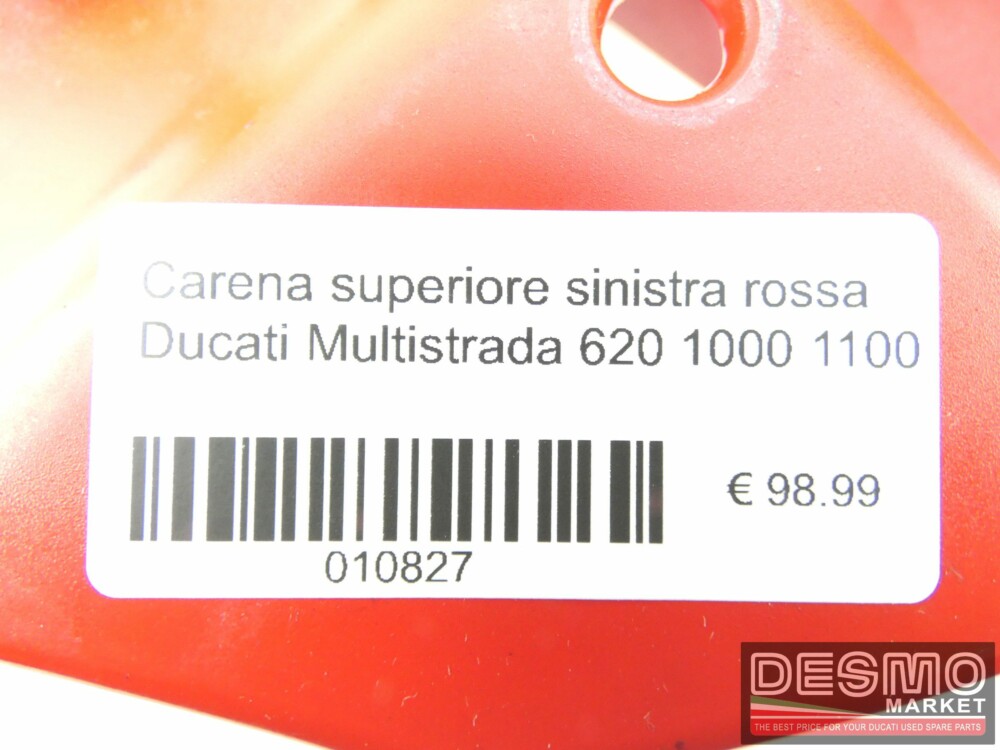 Carena superiore sinistra rossa
Ducati Multistrada 620 1000 1100
€ 98.99
010827
DESMO
MARKET
THE BEST PRICE FOR YOUR DUCATI USED SPARE PARTS